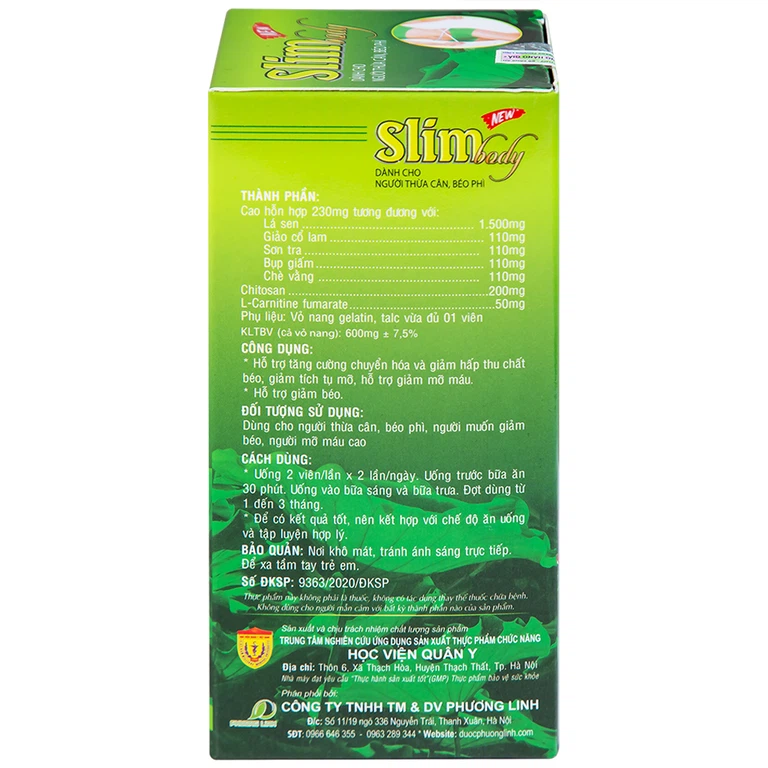 NEW
Slim body
DÀNH CHO
NGƯỜI THỪA CÂN, BÉO PHÌ
NEW
Slim body
DÀNH CHO
NGƯỜI THỪA CÂN, BÉO PHÌ
THÀNH PHẦN:
Cao hỗn hợp 230mg tương đương với:
Lá sen ........ 1.500mg
Giảo cổ lam ........ 110mg
Sơn tra ........ 110mg
Bụp giấm ........ 110mg
Chè vằng ........ 110mg
Chitosan ........ 200mg
L-Carnitine fumarate ........ 50mg
Phụ liệu: Vỏ nang gelatin, talc vừa đủ 01 viên
KLTBV (cả vỏ nang): 600mg ± 7,5%
CÔNG DỤNG:
* Hỗ trợ tăng cường chuyển hóa và giảm hấp thu chất
béo, giảm tích tụ mỡ, hỗ trợ giảm mỡ máu.
* Hỗ trợ giảm béo.
ĐỐI TƯỢNG SỬ DỤNG:
Dùng cho người thừa cân, béo phì, người muốn giảm
béo, người mỡ máu cao
CÁCH DÙNG:
* Uống 2 viên/lần x 2 lần/ngày. Uống trước bữa ăn
30 phút. Uống vào bữa sáng và bữa trưa. Đợt dùng từ
1 đến 3 tháng.
* Để có kết quả tốt, nên kết hợp với chế độ ăn uống
và tập luyện hợp lý.
BẢO QUẢN: Nơi khô mát, tránh ánh sáng trực tiếp.
Để xa tầm tay trẻ em.
Số ĐKSP: 9363/2020/ĐKSP
Thực phẩm này không phải là thuốc, không có tác dụng thay thế thuốc chữa bệnh.
Không dùng cho người mẫn cảm với bất kỳ thành phần nào của sản phẩm.
Sản xuất và chịu trách nhiệm chất lượng sản phẩm
TRUNG TÂM NGHIÊN CỨU ỨNG DỤNG SẢN XUẤT THỰC PHẨM CHỨC NĂNG
HỌC VIỆN QUÂN Y
Địa chỉ: Thôn 6, Xã Thạch Hòa, Huyện Thạch Thất, Tp. Hà Nội
Nhà máy đạt yêu cầu "Thực hành sản xuất tốt"(GMP) Thực phẩm bảo vệ sức khỏe
Phân phối bởi:
CÔNG TY TNHH TM & DV PHƯƠNG LINH
PHUONG LINH
Đ/c: Số 11/19 ngõ 336 Nguyễn Trãi, Thanh Xuân, Hà Nội
SĐT: 0966 646 355 - 0963 289 344 * Website: duocphuonglinh.com